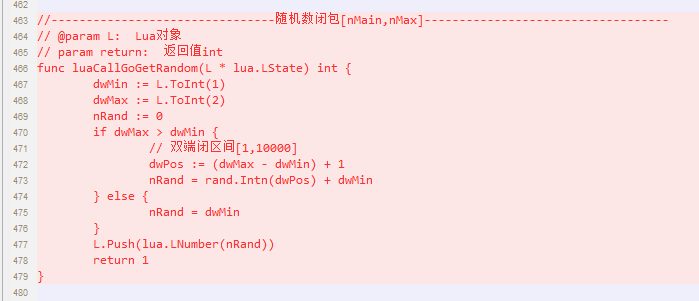 462
463 //-------------------------------随机数闭包[nMain,nMax]----------------------------------
464 // @param L:  Lua对象
465 // param return:  返回值int
466 func luaCallGoGetRandom(L * lua.LState) int {
467         dwMin := L.ToInt(1)
468         dwMax := L.ToInt(2)
469         nRand := 0
470         if dwMax > dwMin {
471                 // 双端闭区间[1,10000]
472                 dwPos := (dwMax - dwMin) + 1
473                 nRand = rand.Intn(dwPos) + dwMin
474         } else {
475                 nRand = dwMin
476         }
477         L.Push(lua.LNumber(nRand))
478         return 1
479 }
480